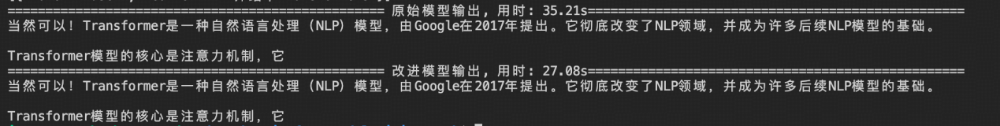 ================================================ 原始模型输出, 用时: 35.21s================================================
当然可以! Transformer是一种自然语言处理 (NLP) 模型, 由Google在2017年提出。它彻底改变了NLP领域, 并成为许多后续NLP模型的基础。
Transformer模型的核心是注意力机制, 它
================================================ 改进模型输出, 用时: 27.08s================================================
当然可以! Transformer是一种自然语言处理 (NLP) 模型, 由Google在2017年提出。它彻底改变了NLP领域, 并成为许多后续NLP模型的基础。
Transformer模型的核心是注意力机制, 它